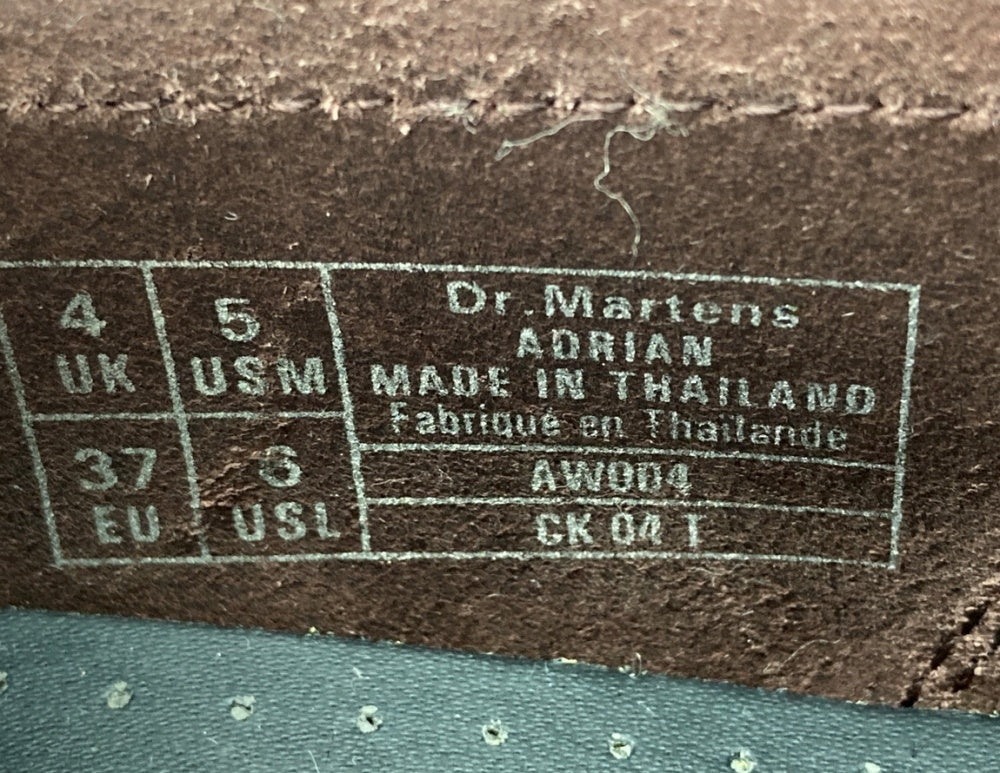 4
UK
5
USM
37
EU
6
USL
Dr.Martens
ADRIAN
MADE IN THAILAND
Fabriqué en Thaïlande
AW004
CK 04 T